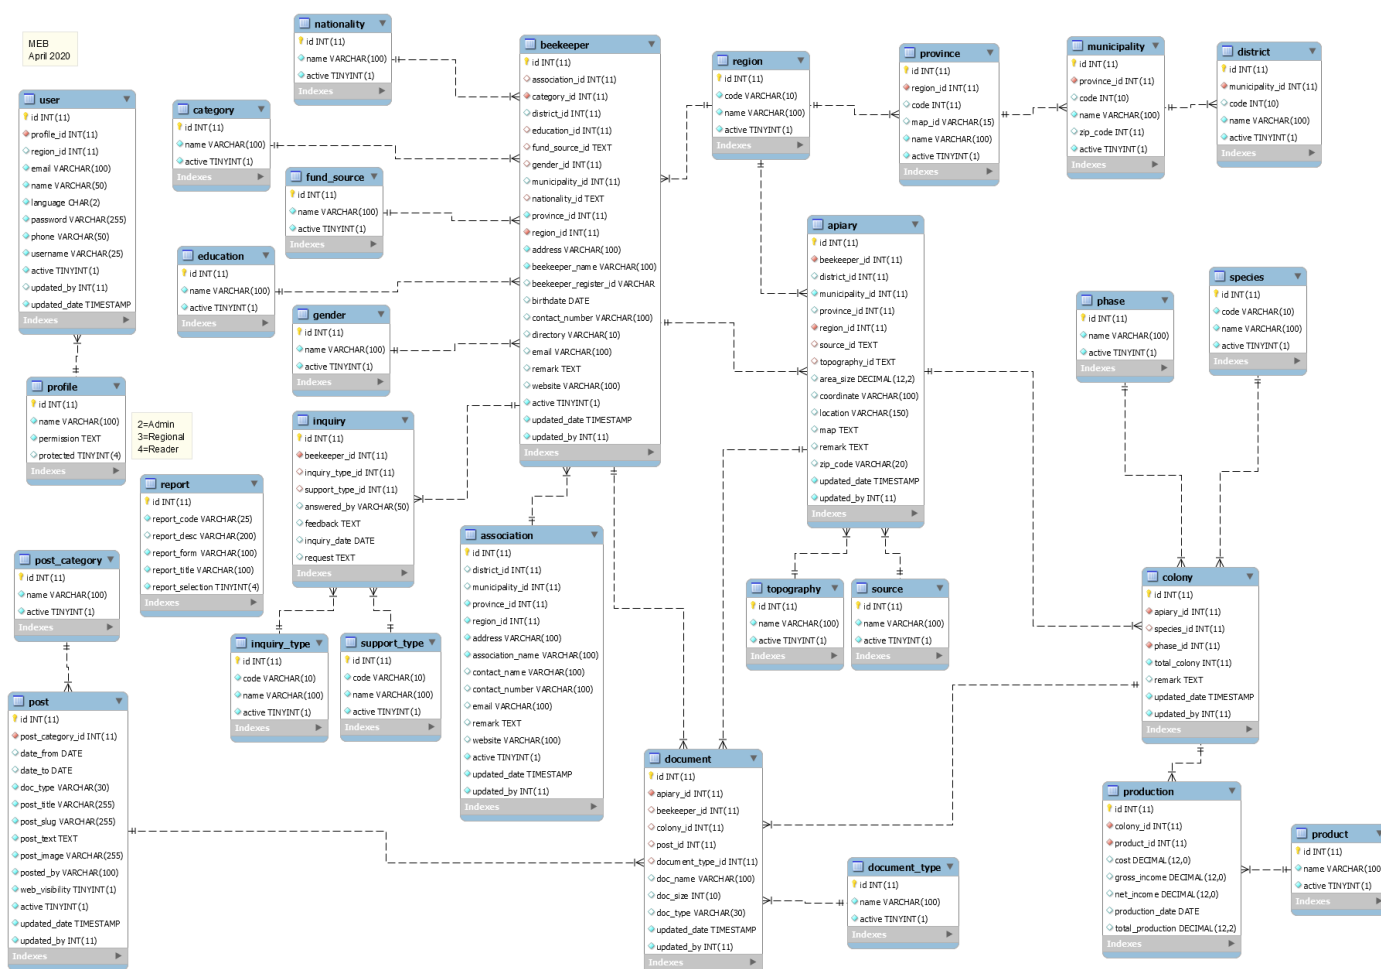 MEB
April 2020
nationality
id INT(11)
name VARCHAR(100)
active TINYINT(1)
Indexes
user
id INT(11)
profile_id INT(11)
region_id INT(11)
email VARCHAR(100)
name VARCHAR(50)
language CHAR(2)
password VARCHAR(255)
phone VARCHAR(50)
username VARCHAR(25)
active TINYINT(1)
updated_by INT(11)
updated_date TIMESTAMP
Indexes
category
id INT(11)
name VARCHAR(100)
active TINYINT(1)
Indexes
fund_source
id INT(11)
name VARCHAR(100)
active TINYINT(1)
Indexes
education
id INT(11)
name VARCHAR(100)
active TINYINT(1)
Indexes
gender
id INT(11)
name VARCHAR(100)
active TINYINT(1)
Indexes
beekeeper
id INT(11)
association_id INT(11)
category_id INT(11)
district_id INT(11)
education_id INT(11)
fund_source_id TEXT
gender_id INT(11)
municipality_id INT(11)
nationality_id TEXT
province_id INT(11)
region_id INT(11)
address VARCHAR(100)
beekeeper_name VARCHAR(100)
beekeeper_register_id VARCHAR
birthdate DATE
contact_number VARCHAR(100)
directory VARCHAR(10)
email VARCHAR(100)
remark TEXT
website VARCHAR(100)
active TINYINT(1)
updated_date TIMESTAMP
updated_by INT(11)
Indexes
region
id INT(11)
code VARCHAR(10)
name VARCHAR(100)
active TINYINT(1)
Indexes
province
id INT(11)
region_id INT(11)
code INT(11)
map_id VARCHAR(15)
name VARCHAR(100)
active TINYINT(1)
Indexes
municipality
id INT(11)
province_id INT(11)
code INT(10)
name VARCHAR(100)
zip_code INT(11)
active TINYINT(1)
Indexes
district
id INT(11)
municipality_id INT(11)
code INT(10)
name VARCHAR(100)
active TINYINT(1)
Indexes
apiary
id INT(11)
beekeeper_id INT(11)
district_id INT(11)
municipality_id INT(11)
province_id INT(11)
region_id INT(11)
source_id TEXT
topography_id TEXT
area_size DECIMAL(12,2)
coordinate VARCHAR(100)
location VARCHAR(150)
map TEXT
remark TEXT
zip_code VARCHAR(20)
updated_date TIMESTAMP
updated_by INT(11)
Indexes
phase
id INT(11)
name VARCHAR(100)
active TINYINT(1)
Indexes
species
id INT(11)
code VARCHAR(10)
name VARCHAR(100)
active TINYINT(1)
Indexes
profile
id INT(11)
name VARCHAR(100)
permission TEXT
protected TINYINT(4)
Indexes
2=Admin
3=Regional
4=Reader
report
id INT(11)
report_code VARCHAR(25)
report_desc VARCHAR(200)
report_form VARCHAR(100)
report_title VARCHAR(100)
report_selection TINYINT(4)
Indexes
inquiry
id INT(11)
beekeeper_id INT(11)
inquiry_type_id INT(11)
support_type_id INT(11)
answered_by VARCHAR(50)
feedback TEXT
inquiry_date DATE
request TEXT
Indexes
association
id INT(11)
district_id INT(11)
municipality_id INT(11)
province_id INT(11)
region_id INT(11)
address VARCHAR(100)
association_name VARCHAR(100)
contact_name VARCHAR(100)
contact_number VARCHAR(100)
email VARCHAR(100)
remark TEXT
website VARCHAR(100)
active TINYINT(1)
updated_date TIMESTAMP
updated_by INT(11)
Indexes
post_category
id INT(11)
name VARCHAR(100)
active TINYINT(1)
Indexes
inquiry_type
id INT(11)
code VARCHAR(10)
name VARCHAR(100)
active TINYINT(1)
Indexes
support_type
id INT(11)
code VARCHAR(10)
name VARCHAR(100)
active TINYINT(1)
Indexes
topography
id INT(11)
name VARCHAR(100)
active TINYINT(1)
Indexes
source
id INT(11)
name VARCHAR(100)
active TINYINT(1)
Indexes
colony
id INT(11)
apiary_id INT(11)
species_id INT(11)
phase_id INT(11)
total_colony INT(11)
remark TEXT
updated_date TIMESTAMP
updated_by INT(11)
Indexes
post
id INT(11)
post_category_id INT(11)
date_from DATE
date_to DATE
doc_type VARCHAR(30)
post_title VARCHAR(255)
post_slug VARCHAR(255)
post_text TEXT
post_image VARCHAR(255)
posted_by VARCHAR(100)
web_visibility TINYINT(1)
active TINYINT(1)
updated_date TIMESTAMP
updated_by INT(11)
Indexes
document
id INT(11)
apiary_id INT(11)
beekeeper_id INT(11)
colony_id INT(11)
post_id INT(11)
document_type_id INT(11)
doc_name VARCHAR(100)
doc_size INT(10)
doc_type VARCHAR(30)
updated_date TIMESTAMP
updated_by INT(11)
Indexes
document_type
id INT(11)
name VARCHAR(100)
active TINYINT(1)
Indexes
production
id INT(11)
colony_id INT(11)
product_id INT(11)
cost DECIMAL(12,0)
gross_income DECIMAL(12,0)
net_income DECIMAL(12,0)
production_date DATE
total_production DECIMAL(12,2)
Indexes
product
id INT(11)
name VARCHAR(100)
active TINYINT(1)
Indexes